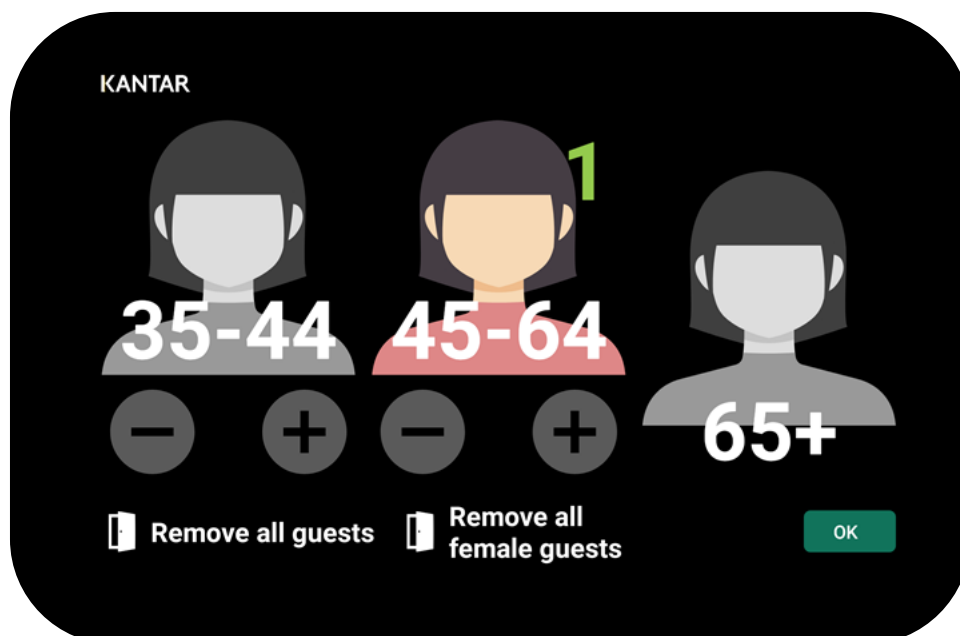 KANTAR
1
35-44
45-64
65+
Remove all guests
Remove all
female guests
OK